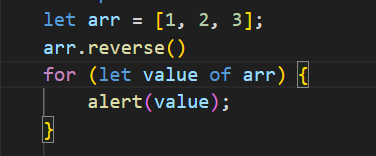 let arr = [1, 2, 3];
arr.reverse()
for (let value of arr) {
    alert(value);
}